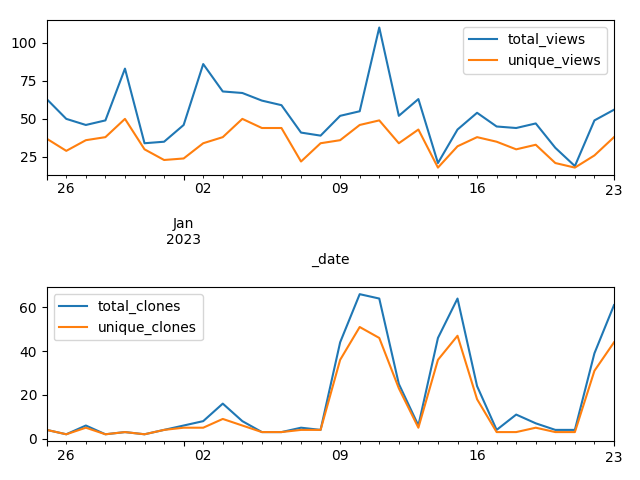 100
75
50
25
total_views
unique_views
26 02 09 16 23
Jan
2023
_date
60
40
20
0
total_clones
unique_clones
26 02 09 16 23